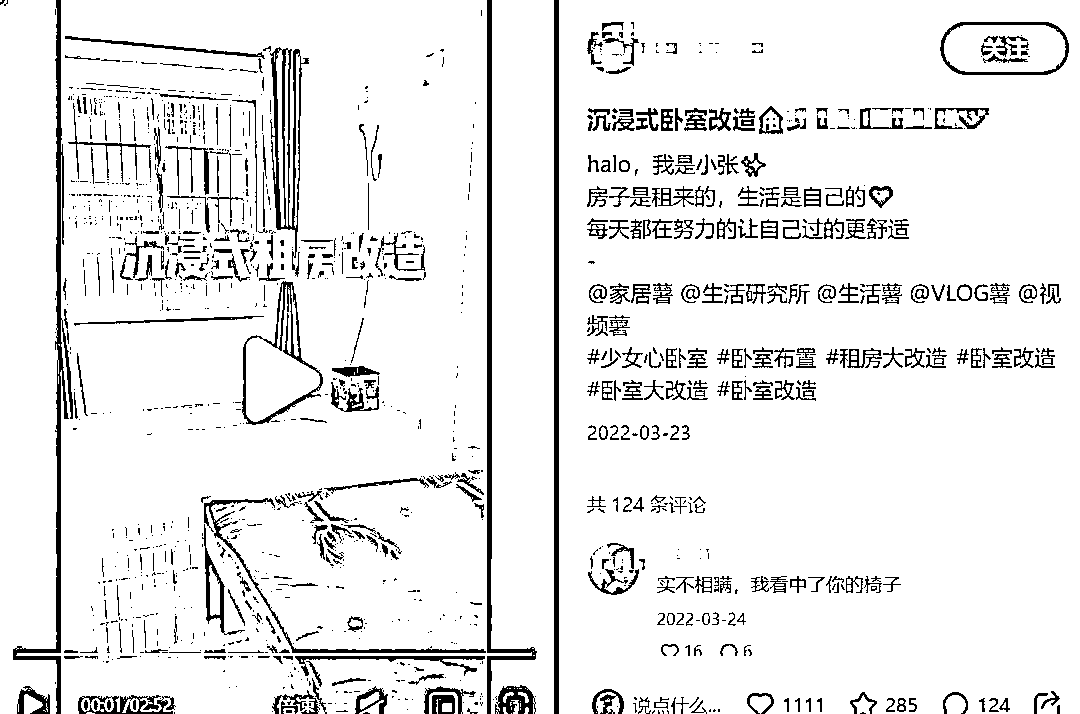 沉浸式租房改造
00:01/02:52
倍速
关注
沉浸式卧室改造
halo，我是小张
房子是租来的，生活是自己的
每天都在努力的让自己过的更舒适
-
@家居薯 @生活研究所 @生活薯 @VLOG薯 @视
频薯
#少女心卧室 #卧室布置 #租房大改造 #卧室改造
#卧室大改造 #卧室改造
2022-03-23
共 124 条评论
实不相瞒，我看中了你的椅子
2022-03-24
16 6
说点什么... 1111 285 124